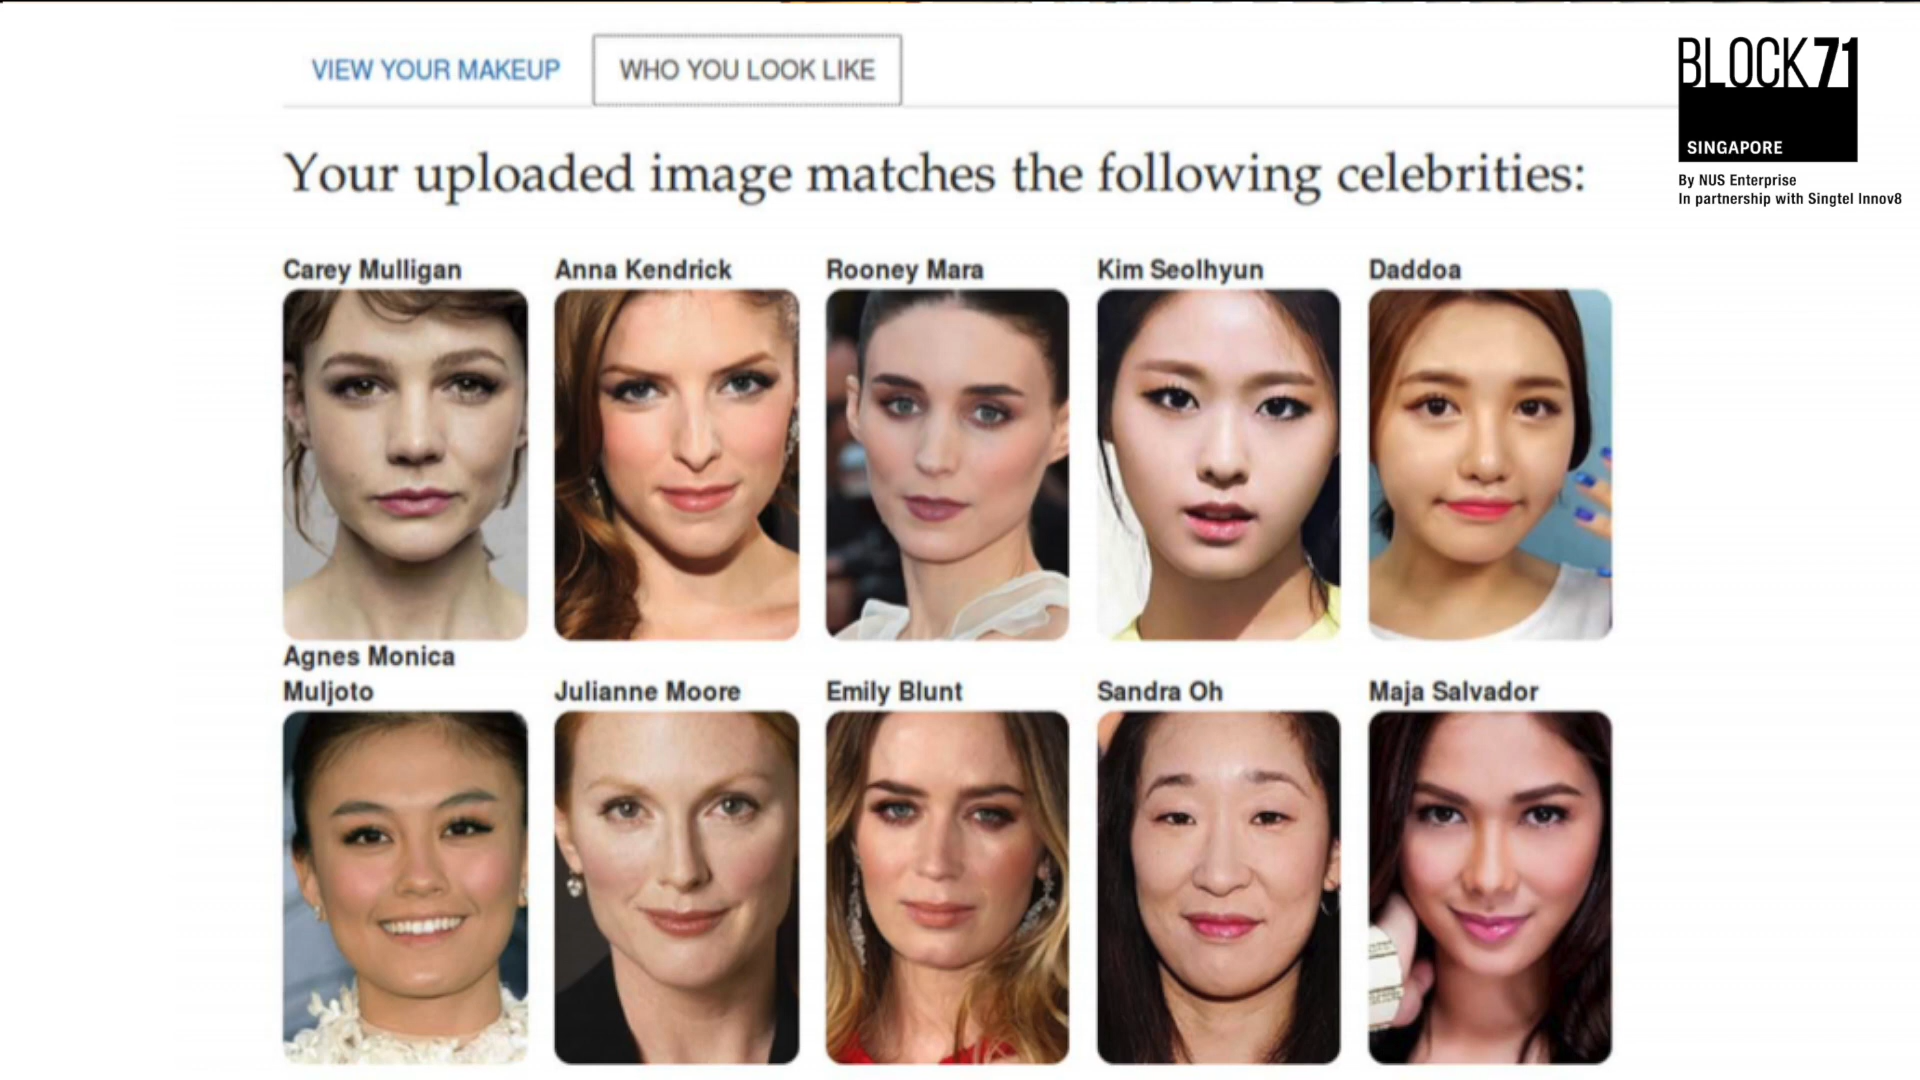 VIEW YOUR MAKEUP
WHO YOU LOOK LIKE
BLOCK71
SINGAPORE
By NUS Enterprise
In partnership with Singtel Innov8
Your uploaded image matches the following celebrities:
Carey Mulligan
Anna Kendrick
Rooney Mara
Kim Seolhyun
Daddoa
Agnes Monica
Muljoto
Julianne Moore
Emily Blunt
Sandra Oh
Maja Salvador